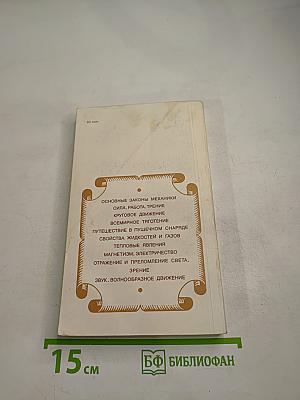 ОСНОВНЫЕ ЗАКОНЫ МЕХАНИКИ
СИЛА. РАБОТА. ТРЕНИЕ
КРУГОВОЕ ДВИЖЕНИЕ
ВСЕМИРНОЕ ТЯГОТЕНИЕ
ПУТЕШЕСТВИЕ В ПУШЕЧНОМ СНАРЯДЕ
СВОЙСТВА ЖИДКОСТЕЙ И ГАЗОВ
ТЕПЛОВЫЕ ЯВЛЕНИЯ
МАГНЕТИЗМ. ЭЛЕКТРИЧЕСТВО
ОТРАЖЕНИЕ И ПРЕЛОМЛЕНИЕ СВЕТА.
ЗРЕНИЕ
ЗВУК. ВОЛНООБРАЗНОЕ ДВИЖЕНИЕ
15 см
БФ БИБЛИОФАН